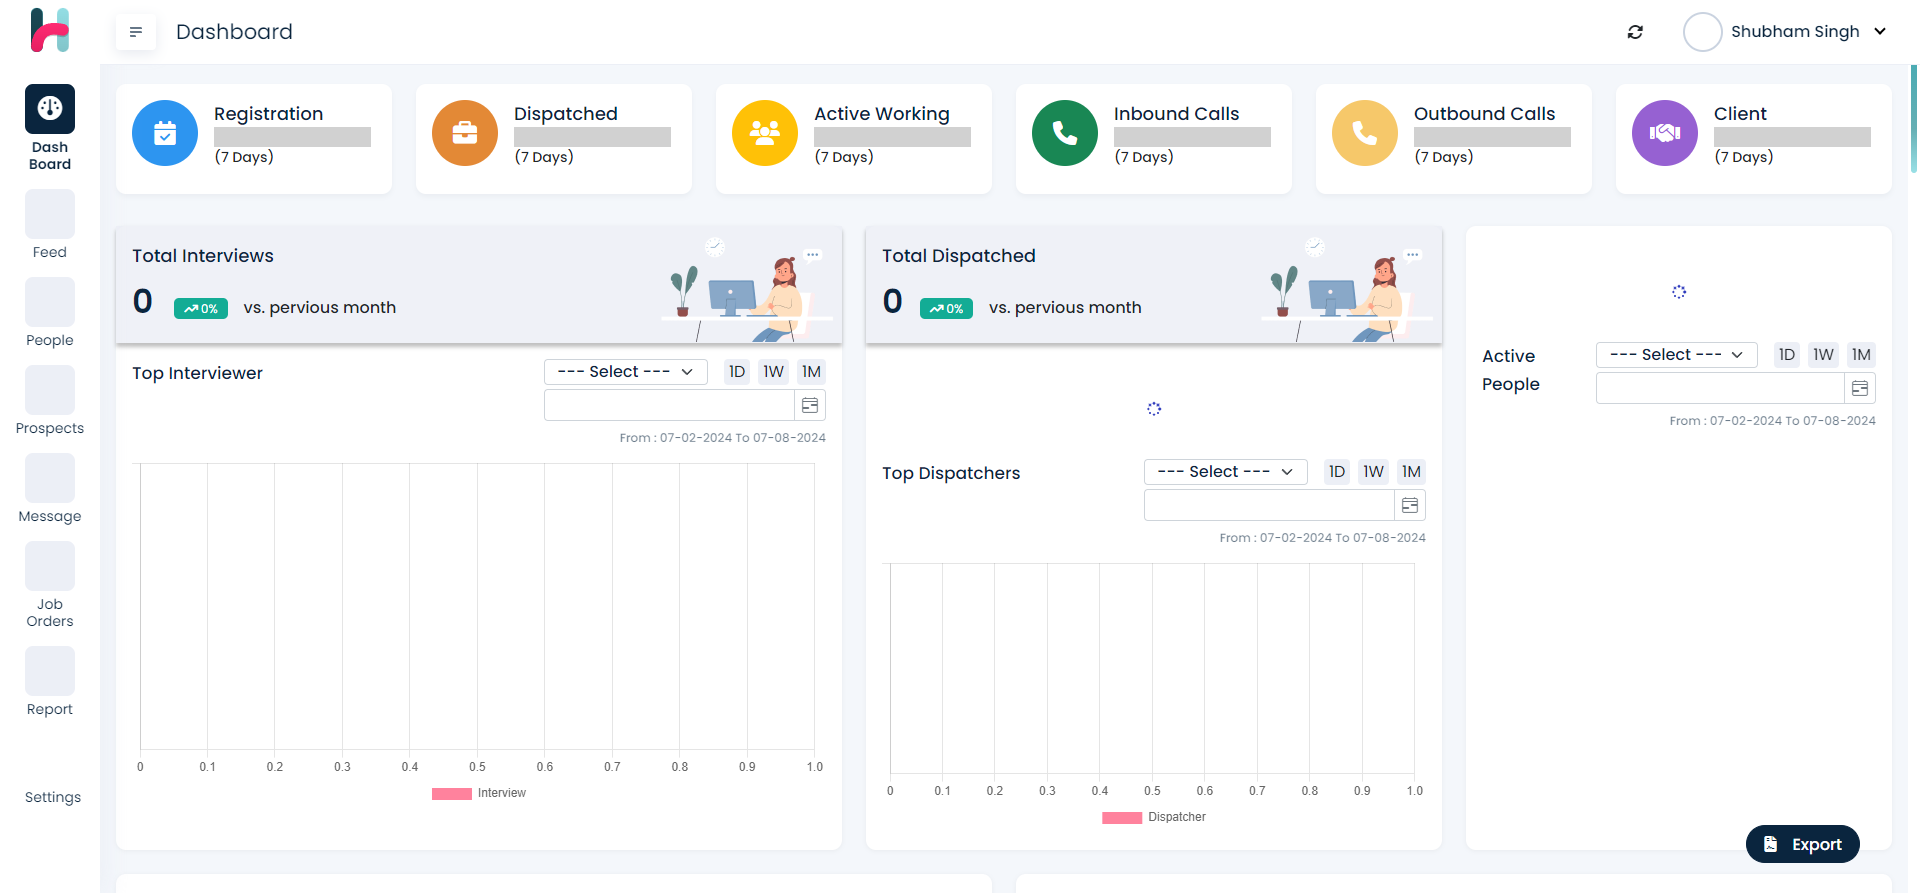 Dashboard
Shubham Singh
Dash
Board
Feed
People
Prospects
Message
Job
Orders
Report
Settings
Registration
(7 Days)
Dispatched
(7 Days)
Active Working
(7 Days)
Inbound Calls
(7 Days)
Outbound Calls
(7 Days)
Client
(7 Days)
Total Interviews
0 0% vs. pervious month
Top Interviewer
--- Select --- 1D 1W 1M
From : 07-02-2024 To 07-08-2024
0 0.1 0.2 0.3 0.4 0.5 0.6 0.7 0.8 0.9 1.0
Interview
Total Dispatched
0 0% vs. pervious month
Top Dispatchers
--- Select --- 1D 1W 1M
From : 07-02-2024 To 07-08-2024
0 0.1 0.2 0.3 0.4 0.5 0.6 0.7 0.8 0.9 1.0
Dispatcher
Active
People
--- Select --- 1D 1W 1M
From : 07-02-2024 To 07-08-2024
Export